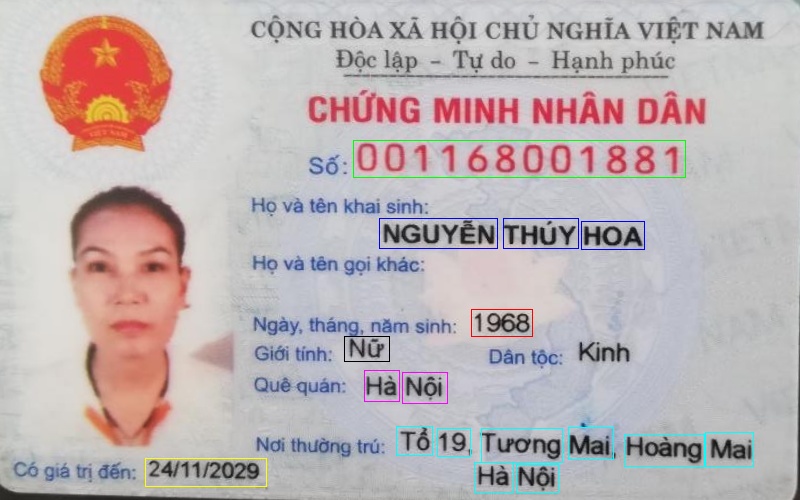 CỘNG HÒA XÃ HỘI CHỦ NGHĨA VIỆT NAM
Độc lập - Tự do - Hạnh phúc
CHỨNG MINH NHÂN DÂN
Số: 001168001881
Họ và tên khai sinh:
NGUYỄN THÚY HOA
Họ và tên gọi khác:
Ngày, tháng, năm sinh: 1968
Giới tính: Nữ Dân tộc: Kinh
Quê quán: Hà Nội
Nơi thường trú: Tổ 19, Tương Mai, Hoàng Mai
Hà Nội
Có giá trị đến: 24/11/2029